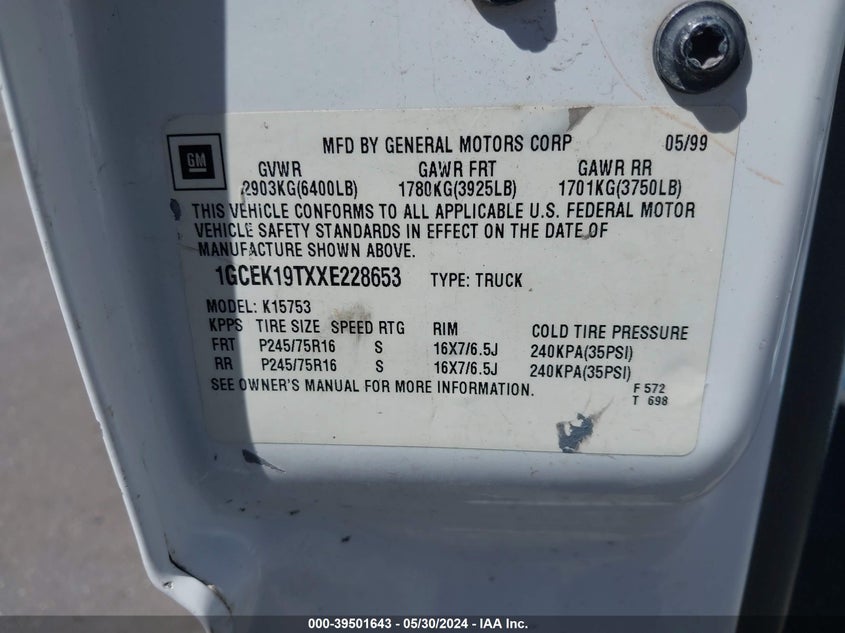 MFD BY GENERAL MOTORS CORP 05/99
GM
GVWR GAWR FRT GAWR RR
2903KG(6400LB) 1780KG(3925LB) 1701KG(3750LB)
THIS VEHICLE CONFORMS TO ALL APPLICABLE U.S. FEDERAL MOTOR
VEHICLE SAFETY STANDARDS IN EFFECT ON THE DATE OF
MANUFACTURE SHOWN ABOVE.
1GCEK19TXXE228653 TYPE: TRUCK
MODEL: K15753
KPPS TIRE SIZE SPEED RTG RIM COLD TIRE PRESSURE
FRT P245/75R16 S 16X7/6.5J 240KPA(35PSI)
RR P245/75R16 S 16X7/6.5J 240KPA(35PSI)
SEE OWNER'S MANUAL FOR MORE INFORMATION.
F 572
T 698
000-39501643 - 05/30/2024 - IAA Inc.